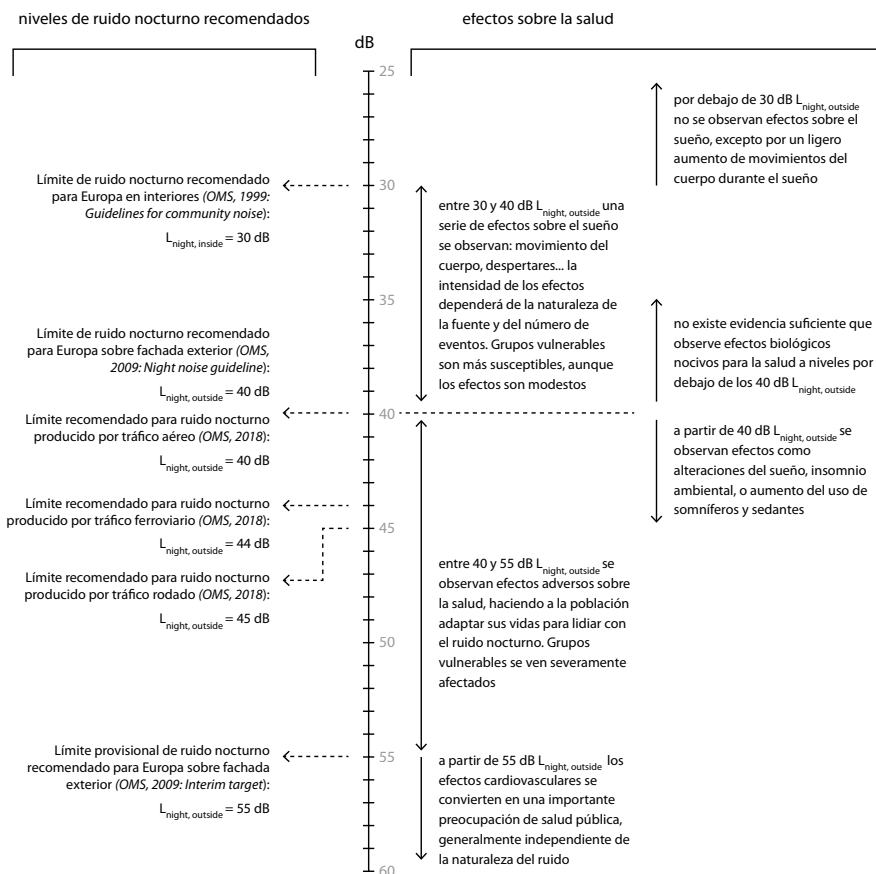 niveles de ruido nocturno recomendados
efectos sobre la salud
dB
25
30
35
40
45
50
55
60
Límite de ruido nocturno recomendado
para Europa en interiores (OMS, 1999:
Guidelines for community noise):
Lnight, inside = 30 dB
Límite de ruido nocturno recomendado
para Europa sobre fachada exterior (OMS,
2009: Night noise guideline):
Lnight, outside = 40 dB
Límite recomendado para ruido nocturno
producido por tráfico aéreo (OMS, 2018):
Lnight, outside = 40 dB
Límite recomendado para ruido nocturno
producido por tráfico ferroviario (OMS, 2018):
Lnight, outside = 44 dB
Límite recomendado para ruido nocturno
producido por tráfico rodado (OMS, 2018):
Lnight, outside = 45 dB
Límite provisional de ruido nocturno
recomendado para Europa sobre fachada
exterior (OMS, 2009: Interim target):
Lnight, outside = 55 dB
entre 30 y 40 dB Lnight, outside una
serie de efectos sobre el sueño
se observan: movimiento del
cuerpo, despertares... la
intensidad de los efectos
dependerá de la naturaleza de
la fuente y del número de
eventos. Grupos vulnerables
son más susceptibles, aunque
los efectos son modestos
entre 40 y 55 dB Lnight, outside se
observan efectos adversos sobre
la salud, haciendo a la población
adaptar sus vidas para lidiar con
el ruido nocturno. Grupos
vulnerables se ven severamente
afectados
a partir de 55 dB Lnight, outside los
efectos cardiovasculares se
convierten en una importante
preocupación de salud pública,
generalmente independiente de
la naturaleza del ruido
por debajo de 30 dB Lnight, outside
no se observan efectos sobre el
sueño, excepto por un ligero
aumento de movimientos del
cuerpo durante el sueño
no existe evidencia suficiente que
observe efectos biológicos
nocivos para la salud a niveles por
debajo de los 40 dB Lnight, outside
a partir de 40 dB Lnight, outside se
observan efectos como
alteraciones del sueño, insomnio
ambiental, o aumento del uso de
somníferos y sedantes